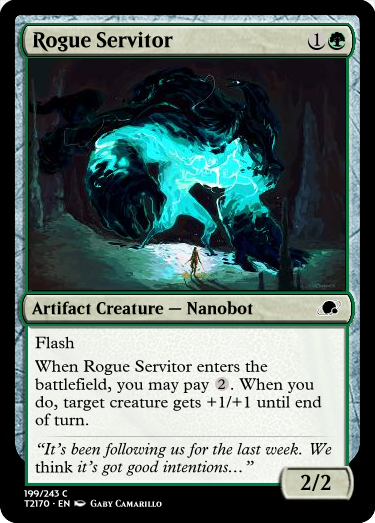 Rogue Servitor 1
Artifact Creature — Nanobot
Flash
When Rogue Servitor enters the
battlefield, you may pay 2. When you
do, target creature gets +1/+1 until end
of turn.
“It’s been following us for the last week. We
think it’s got good intentions…”
2/2
199/243 C
T2170 • EN Gaby Camarillo